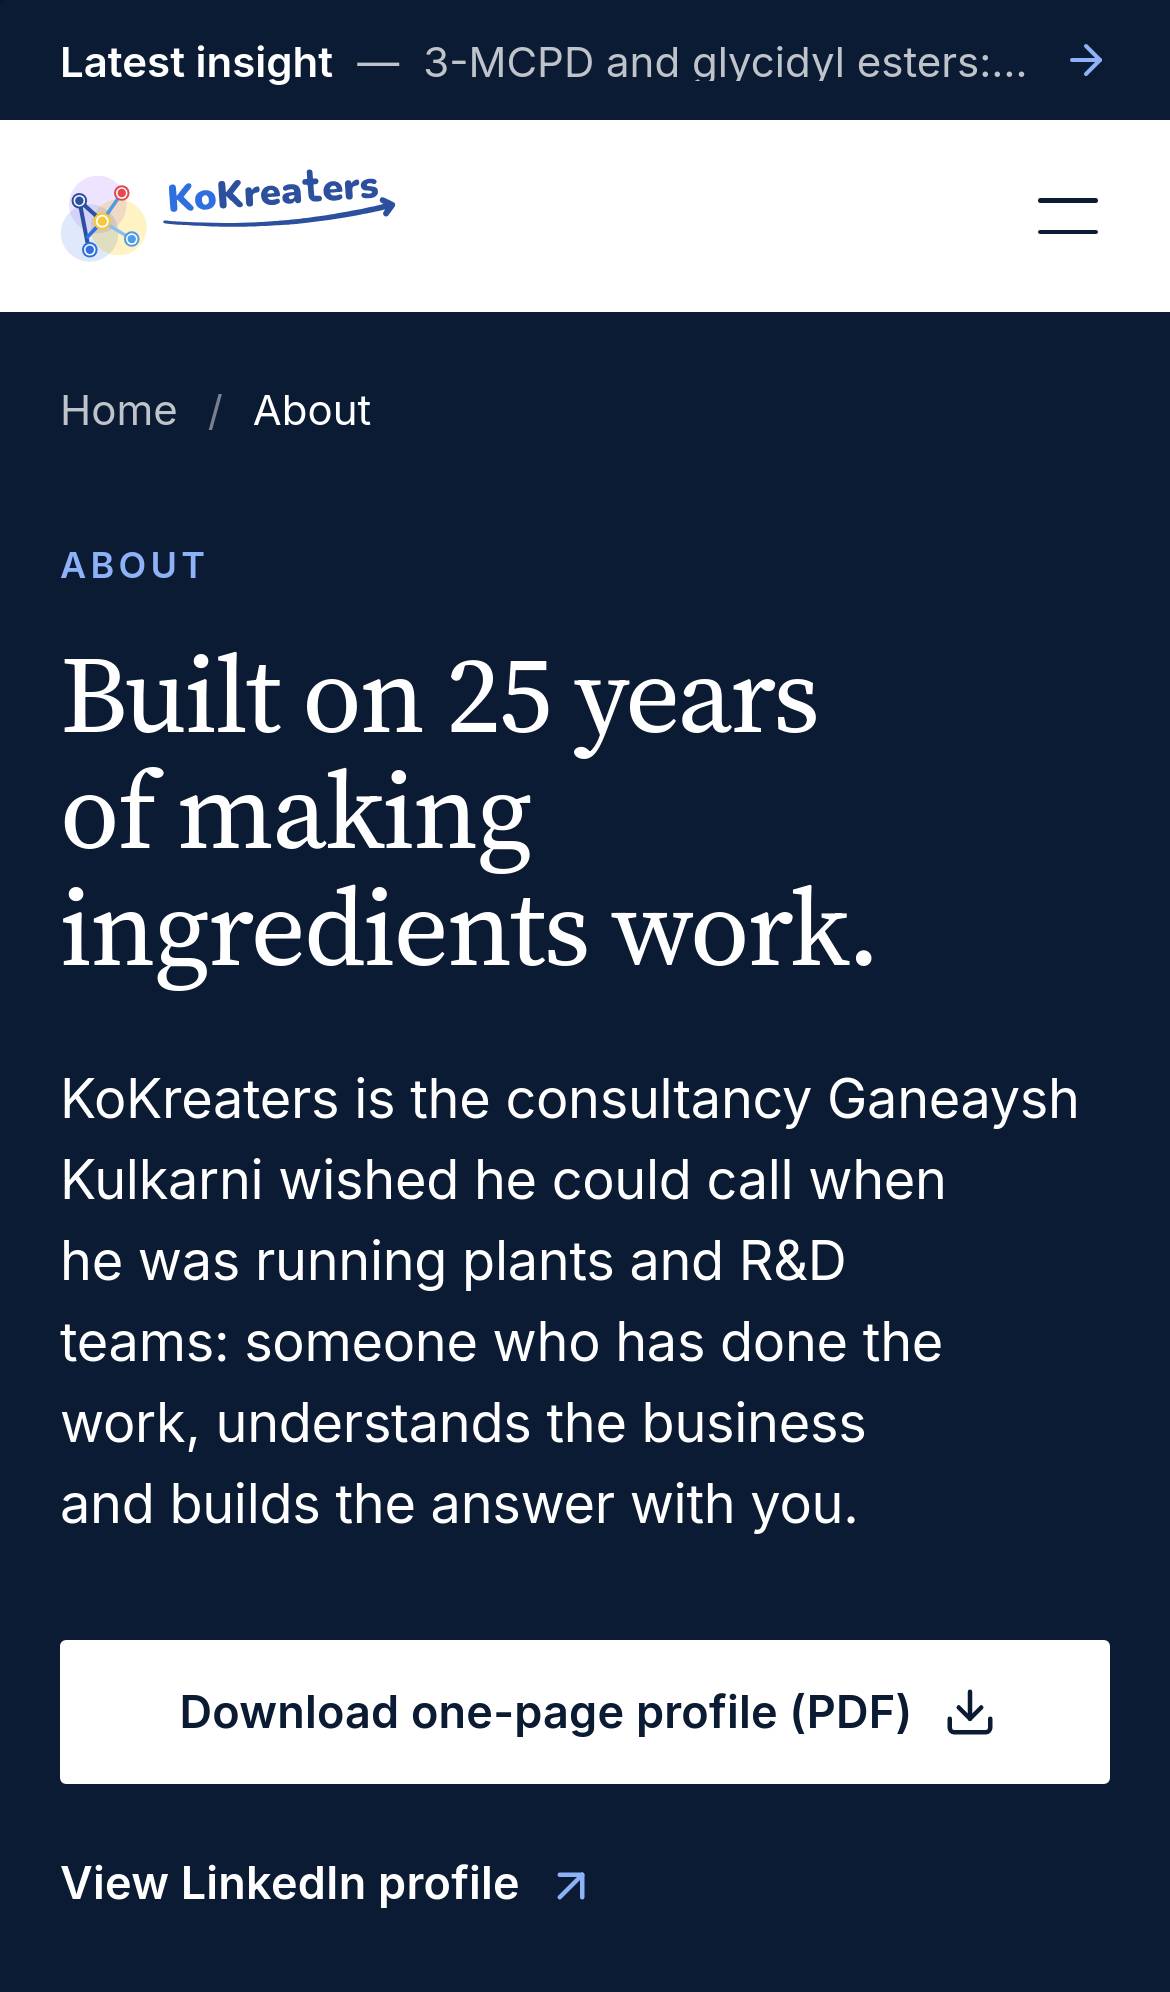 Latest insight — 3-MCPD and glycidyl esters:...
KoKreaters
Home / About
ABOUT
Built on 25 years
of making
ingredients work.
KoKreaters is the consultancy Ganeaysh
Kulkarni wished he could call when
he was running plants and R&D
teams: someone who has done the
work, understands the business
and builds the answer with you.
Download one-page profile (PDF)
View LinkedIn profile